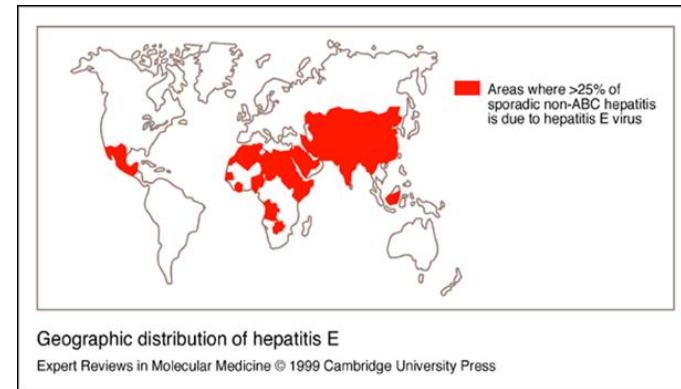 Areas where >25% of
sporadic non-ABC hepatitis
is due to hepatitis E virus
Geographic distribution of hepatitis E
Expert Reviews in Molecular Medicine © 1999 Cambridge University Press